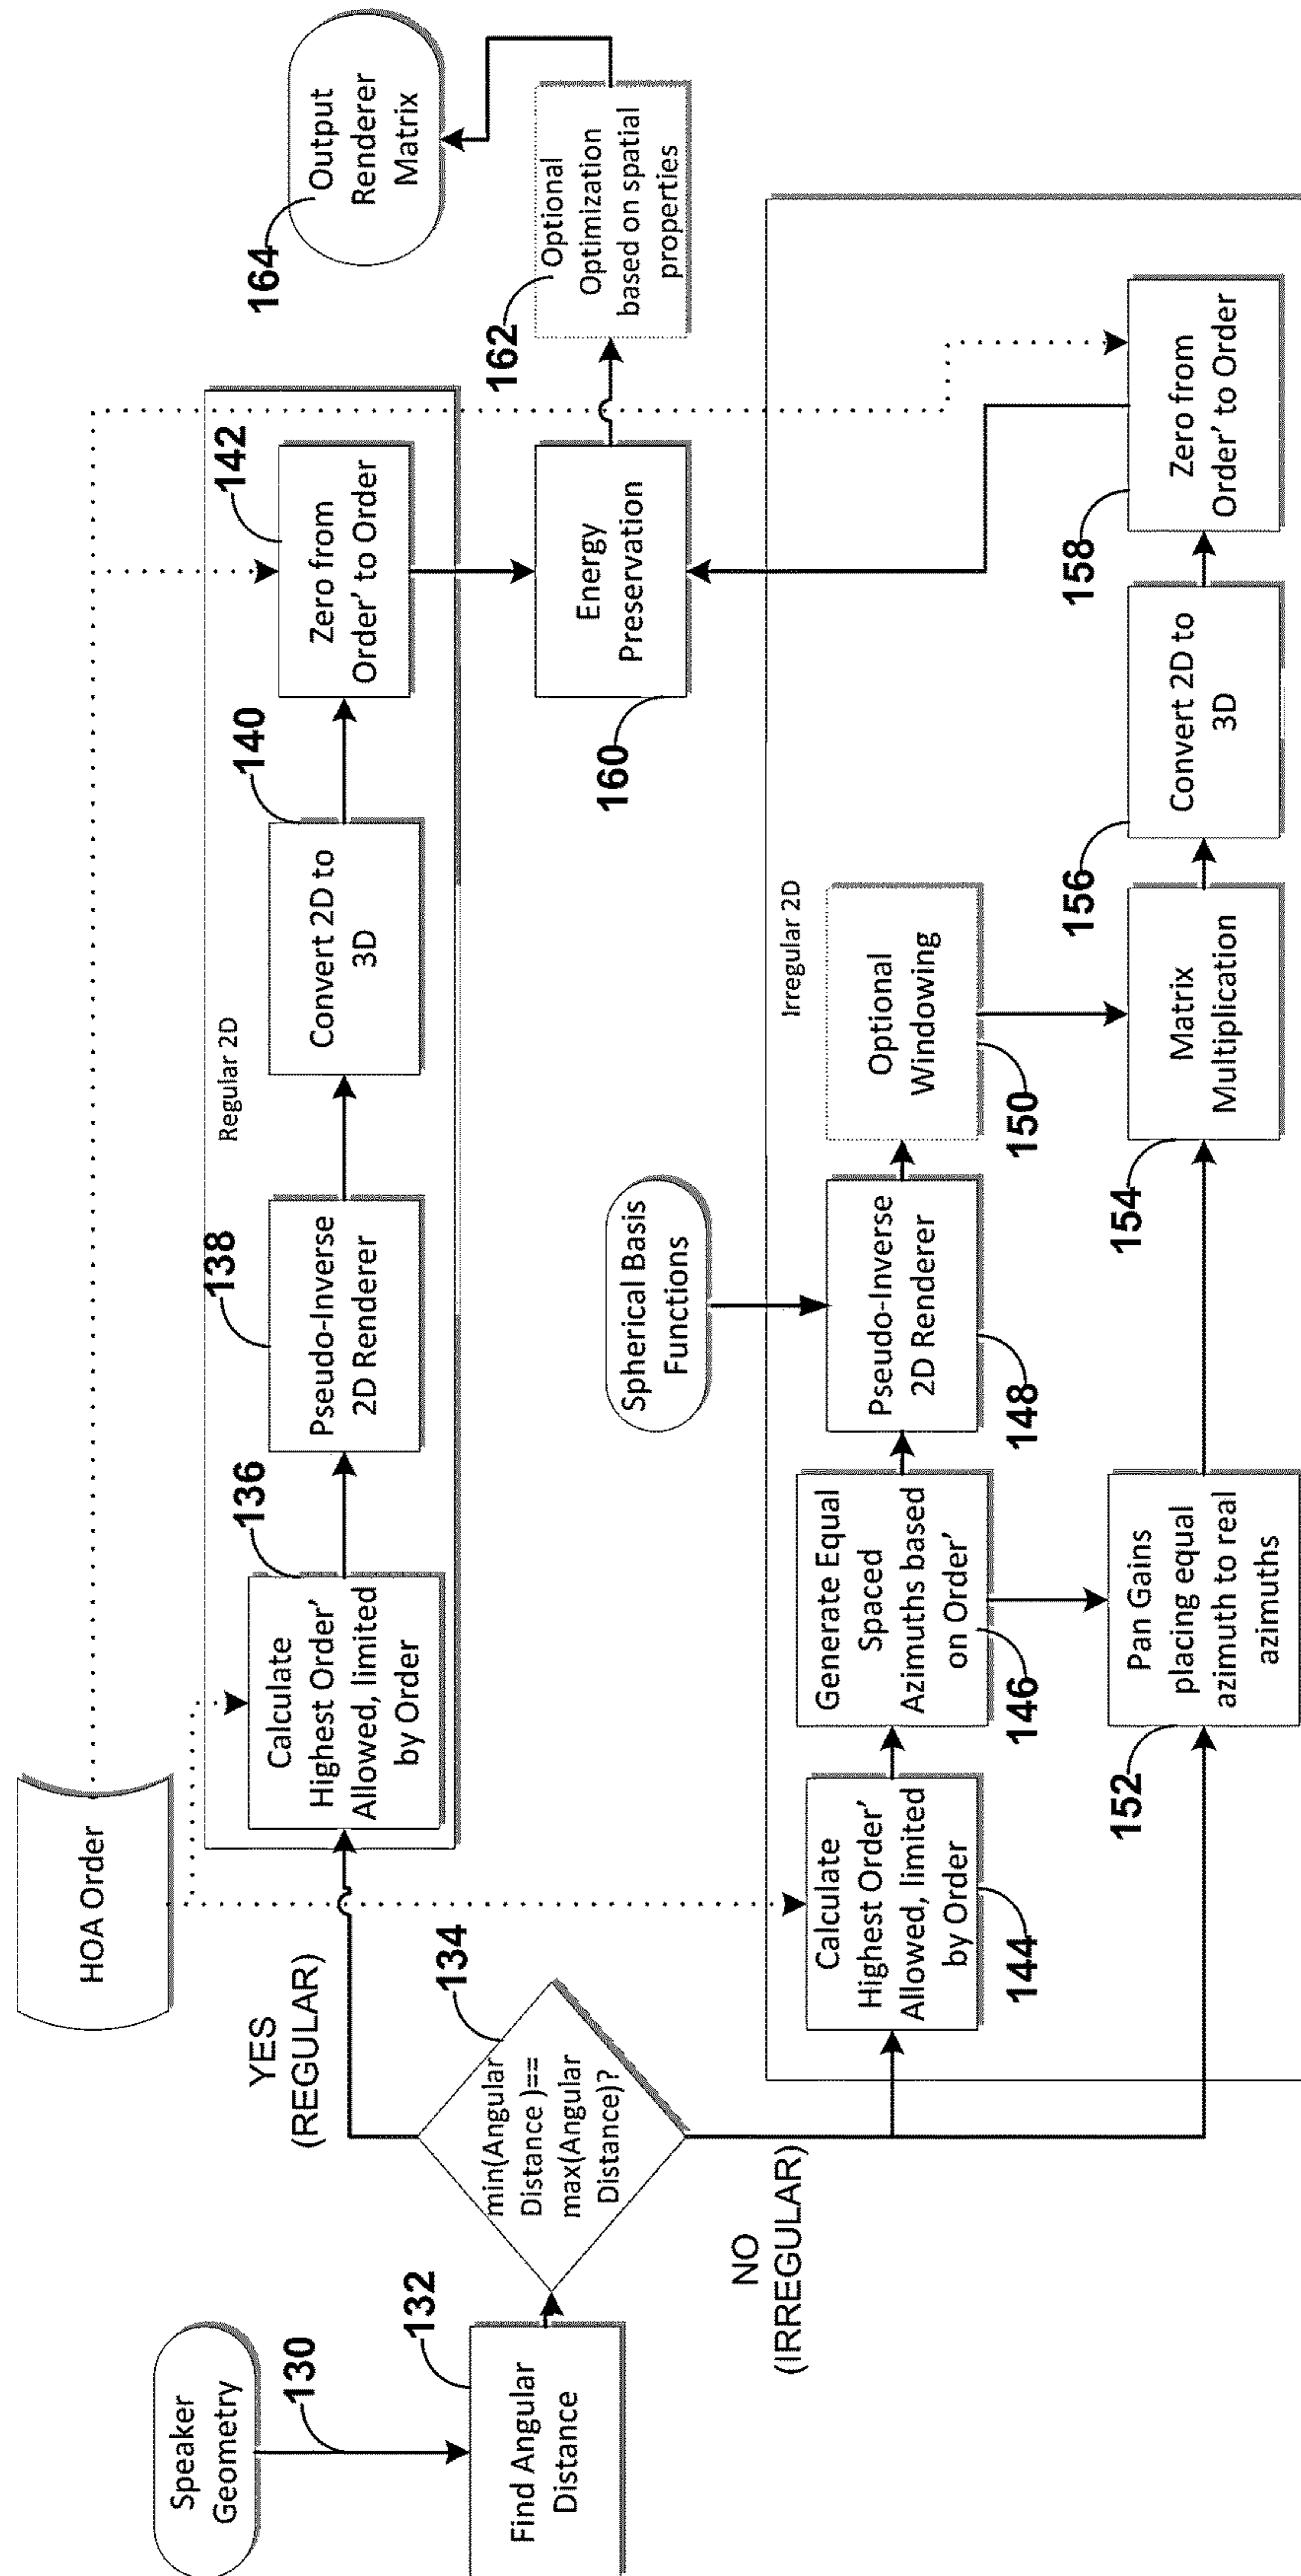 Speaker
Geometry
130
132
Find Angular
Distance
134
min(Angular
Distance )==
max(Angular
Distance)?
YES
(REGULAR)
NO
(IRREGULAR)
HOA Order
Regular 2D
136
Calculate
Highest Order'
Allowed, limited
by Order
138
Pseudo-Inverse
2D Renderer
140
Convert 2D to
3D
142
Zero from
Order' to Order
Irregular 2D
Calculate
Highest Order'
Allowed, limited
by Order
144
Generate Equal
Spaced
Azimuths based
on Order'
146
Spherical Basis
Functions
Pseudo-Inverse
2D Renderer
148
Optional
Windowing
150
152
Pan Gains
placing equal
azimuth to real
azimuths
154
Matrix
Multiplication
156
Convert 2D to
3D
158
Zero from
Order' to Order
160
Energy
Preservation
162
Optional
Optimization
based on spatial
properties
164
Output
Renderer
Matrix